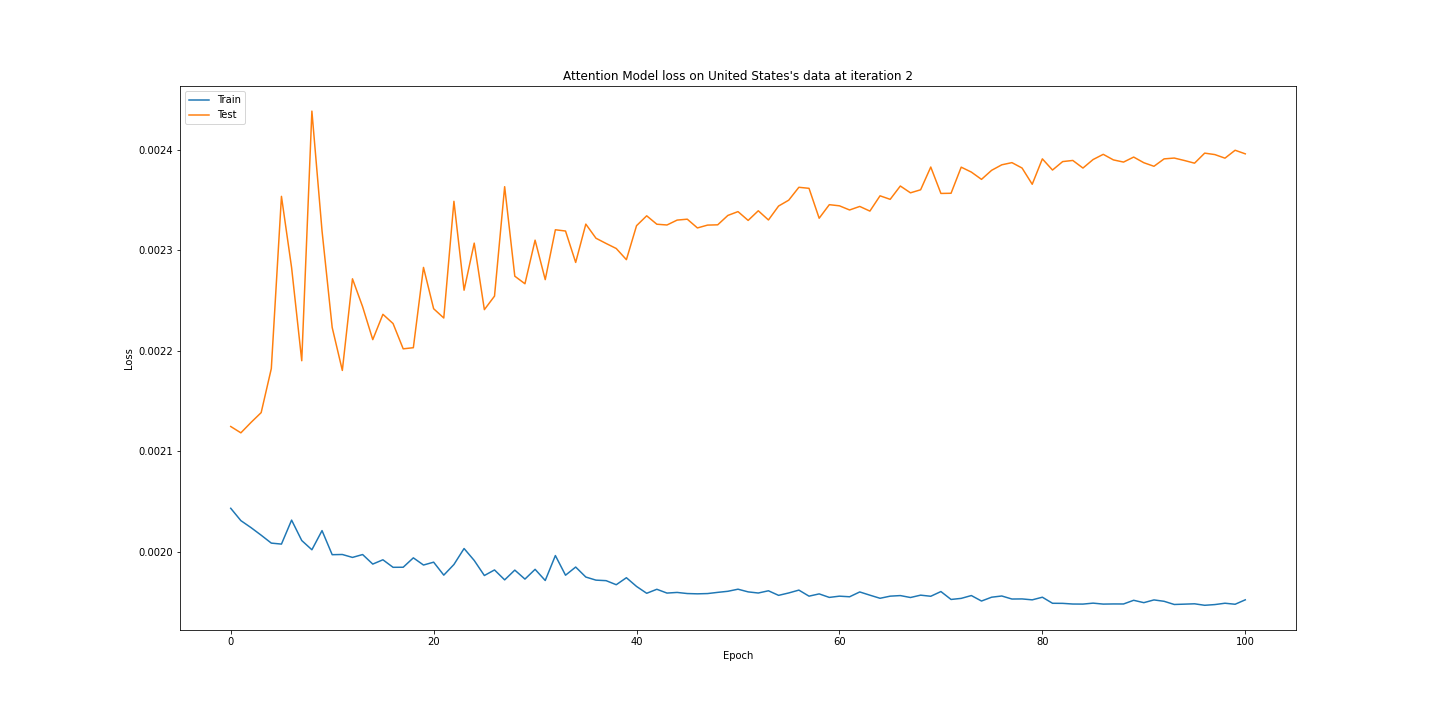 Attention Model loss on United States's data at iteration 2
Train
Test
0.0024
0.0023
0.0022
0.0021
0.0020
Loss
0 20 40 60 80 100
Epoch